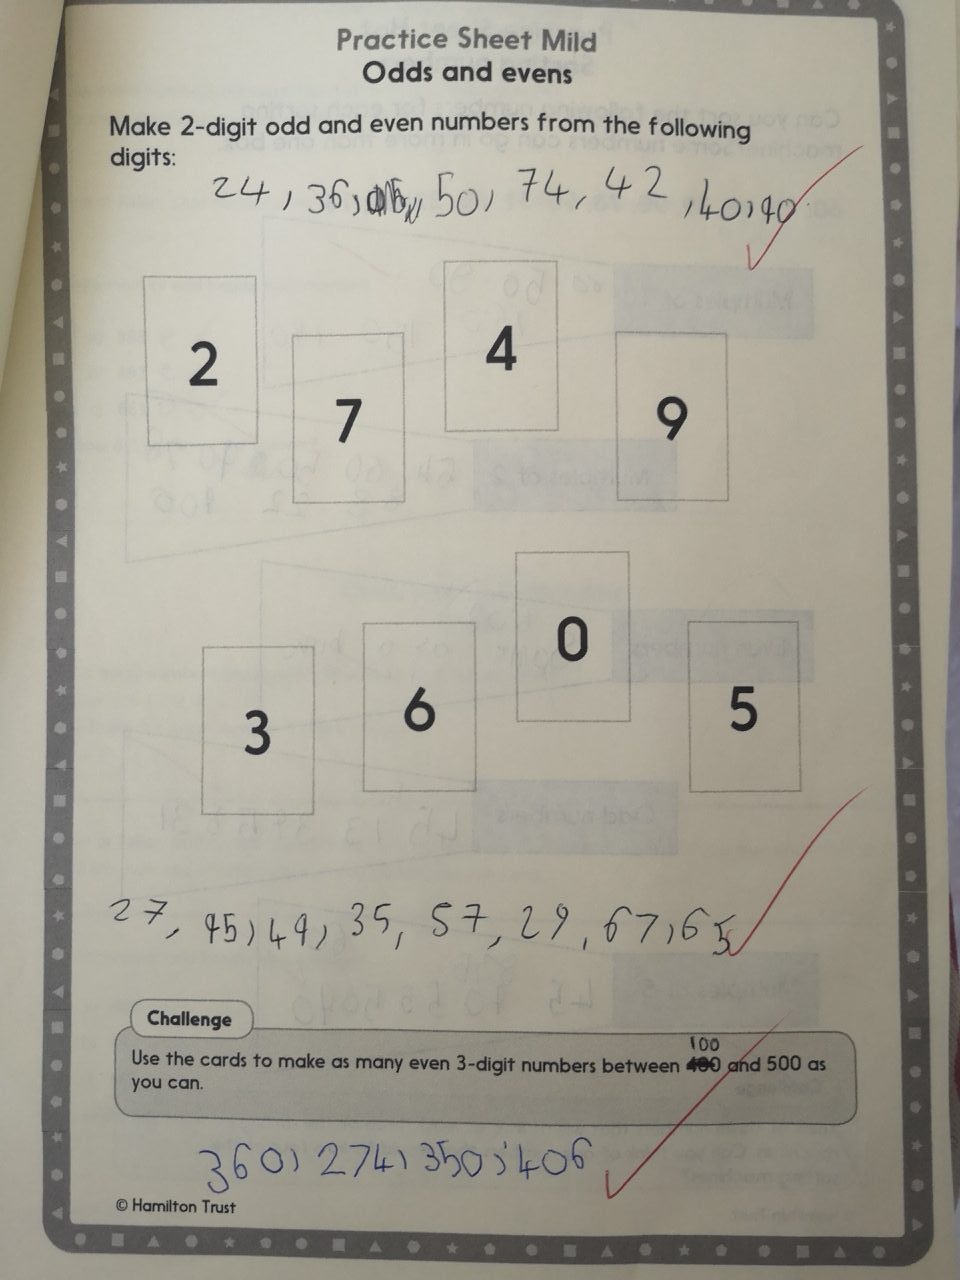 Practice Sheet Mild
Odds and evens
Make 2-digit odd and even numbers from the following
digits:
24, 36, 50, 74, 42, 40, 90
2
7
4
9
3
6
0
5
27, 95, 49, 35, 57, 29, 67, 65
Challenge
100
Use the cards to make as many even 3-digit numbers between 400 and 500 as
you can.
360, 274, 350, 406
© Hamilton Trust